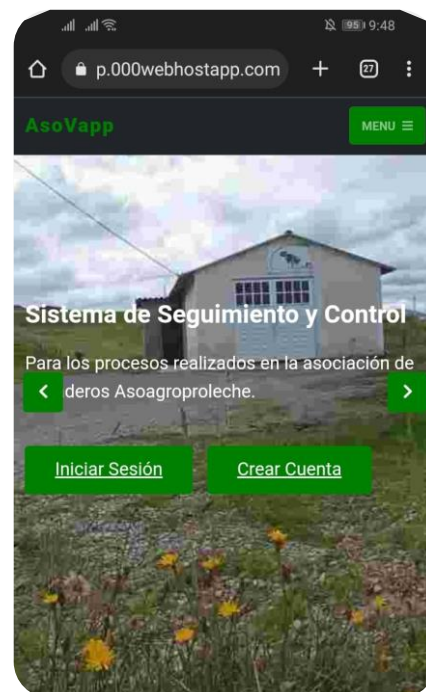 95 9:48
p.000webhostapp.com
27
AsoVapp
MENU
Sistema de Seguimiento y Control
Para los procesos realizados en la asociación de
deros Asoagroproleche.
Iniciar Sesión
Crear Cuenta